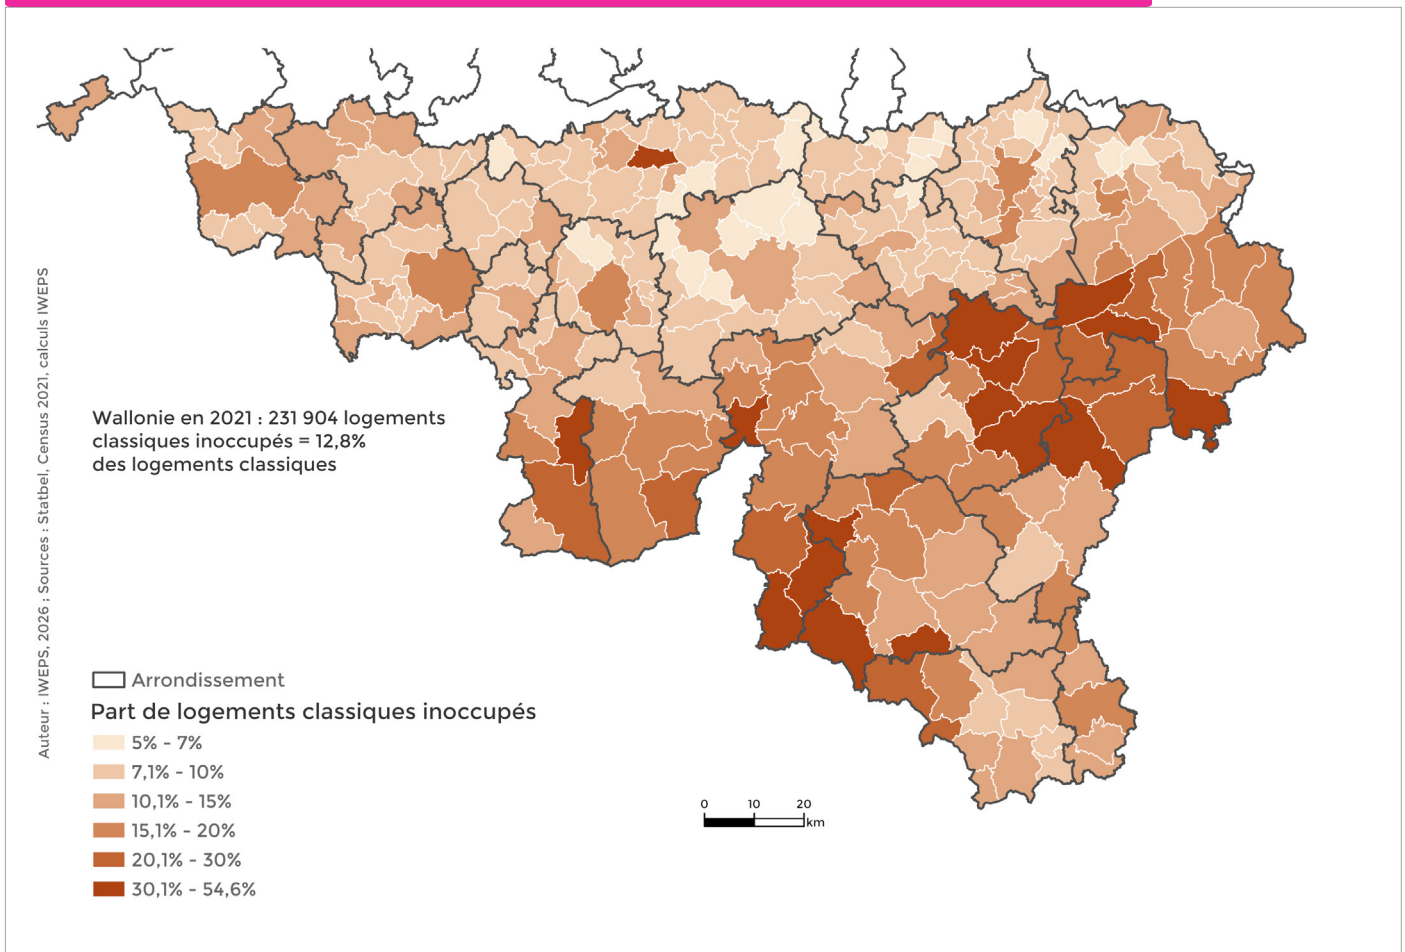 Auteur : IWEPS, 2026 ; Sources : Statbel, Census 2021, calculs IWEPS
Wallonie en 2021 : 231 904 logements
classiques inoccupés = 12,8%
des logements classiques
Arrondissement
Part de logements classiques inoccupés
5% - 7%
7,1% - 10%
10,1% - 15%
15,1% - 20%
20,1% - 30%
30,1% - 54,6%
0 10 20
km